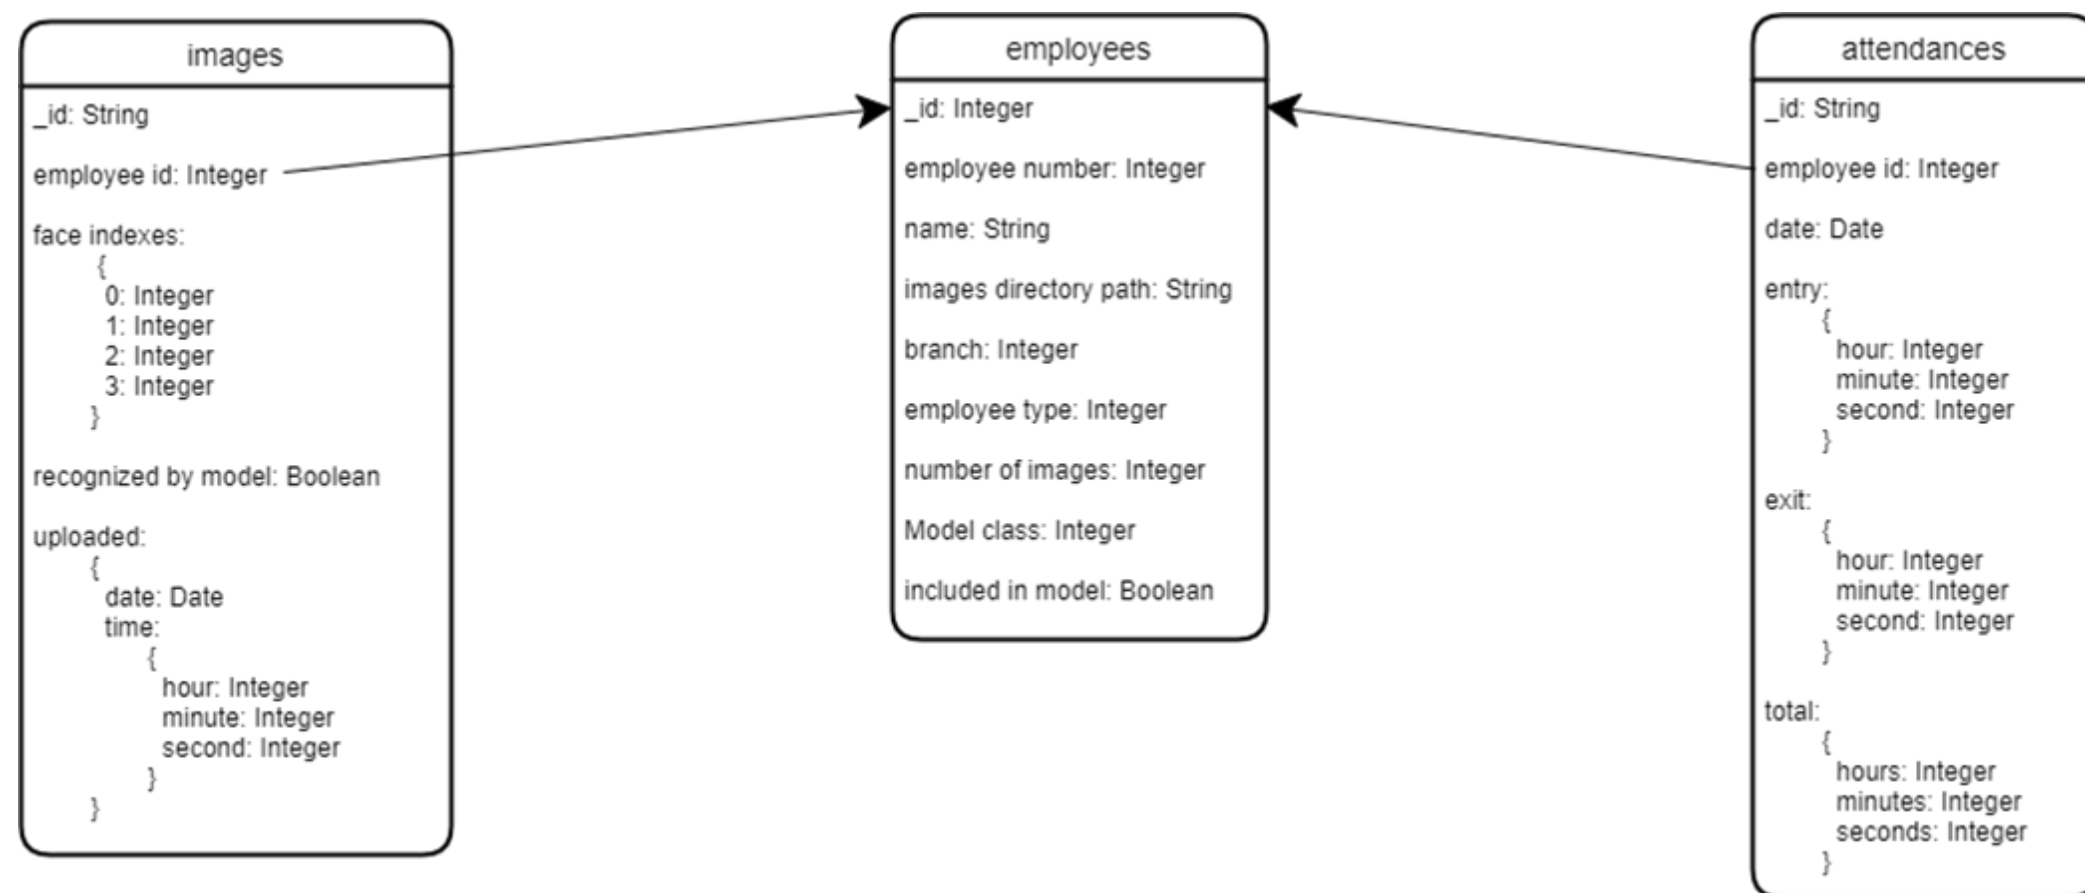 images
_id: String
employee id: Integer
face indexes:
{
0: Integer
1: Integer
2: Integer
3: Integer
}
recognized by model: Boolean
uploaded:
{
date: Date
time:
{
hour: Integer
minute: Integer
second: Integer
}
}
employees
_id: Integer
employee number: Integer
name: String
images directory path: String
branch: Integer
employee type: Integer
number of images: Integer
Model class: Integer
included in model: Boolean
attendances
_id: String
employee id: Integer
date: Date
entry:
{
hour: Integer
minute: Integer
second: Integer
}
exit:
{
hour: Integer
minute: Integer
second: Integer
}
total:
{
hours: Integer
minutes: Integer
seconds: Integer
}